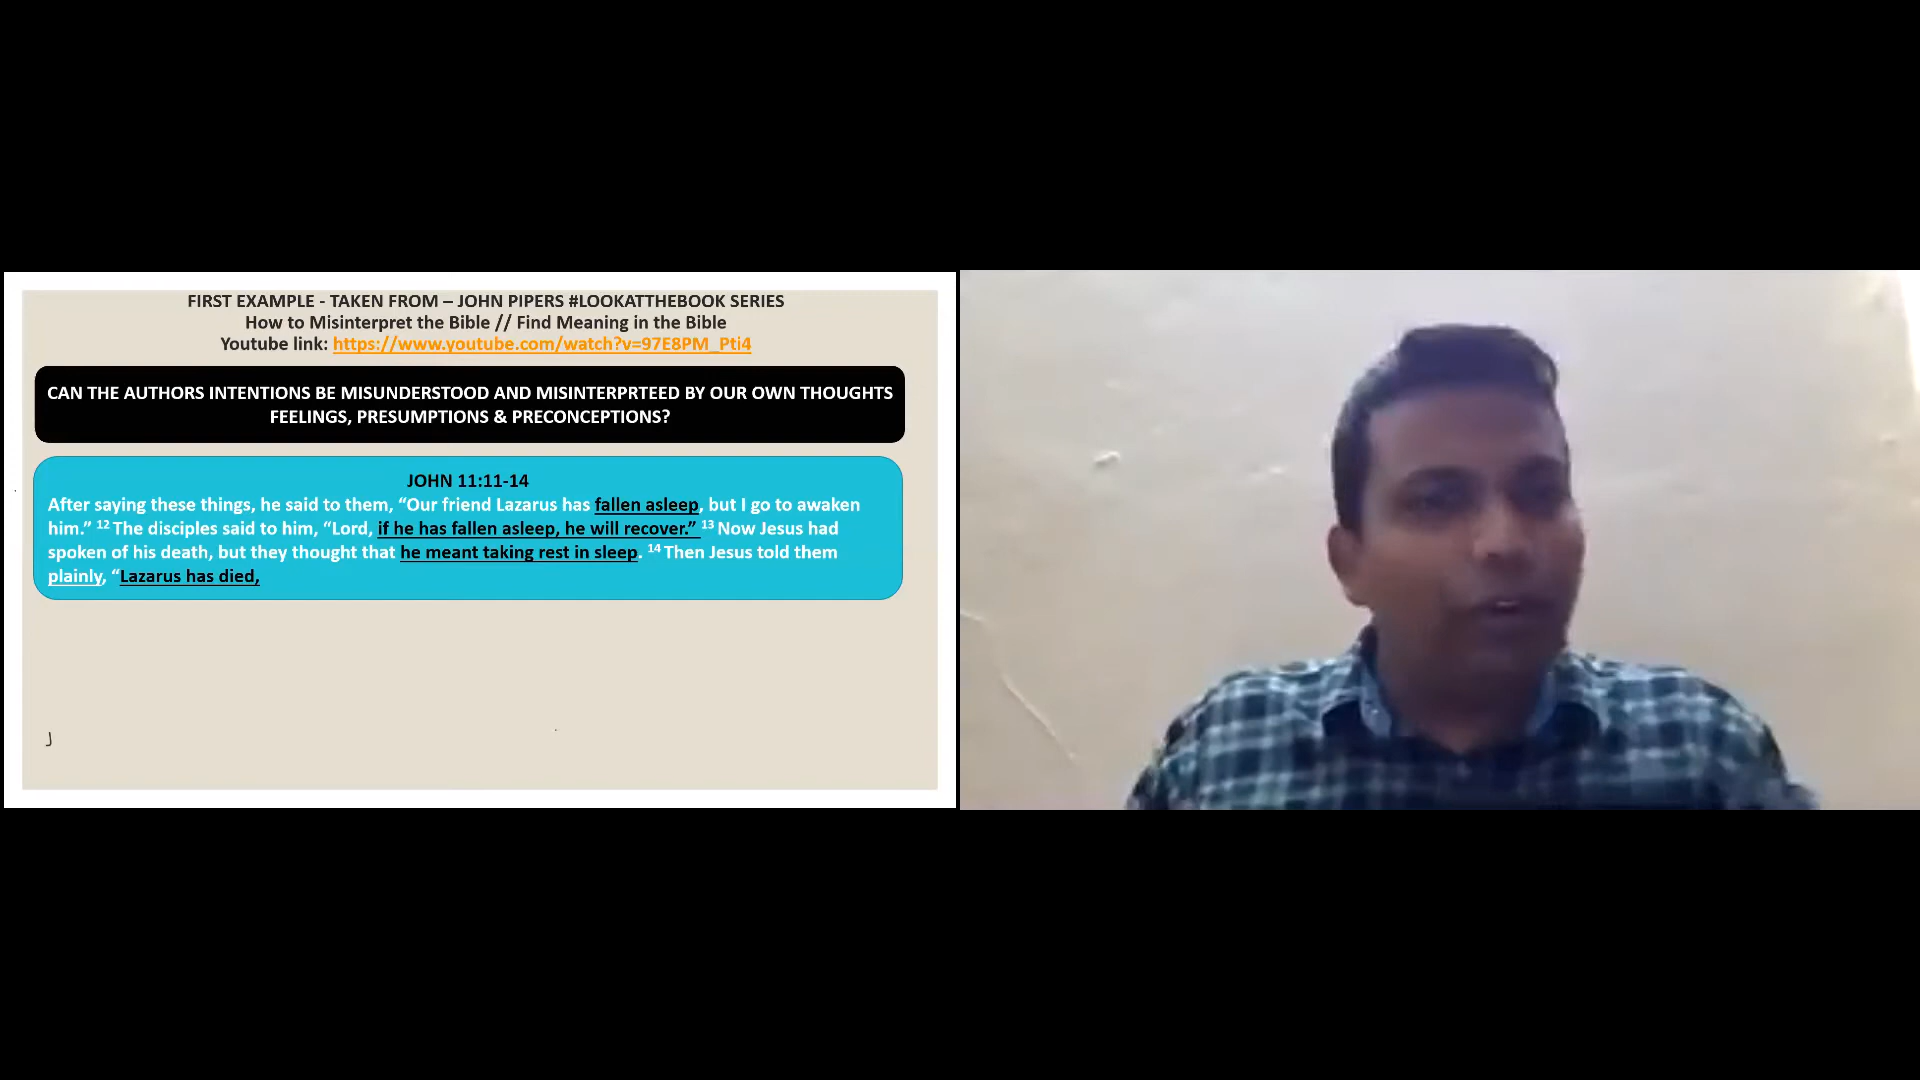 FIRST EXAMPLE - TAKEN FROM – JOHN PIPERS #LOOKATTHEBOOK SERIES
How to Misinterpret the Bible // Find Meaning in the Bible
Youtube link: https://www.youtube.com/watch?v=97E8PM_Pti4
CAN THE AUTHORS INTENTIONS BE MISUNDERSTOOD AND MISINTERPRTEED BY OUR OWN THOUGHTS
FEELINGS, PRESUMPTIONS & PRECONCEPTIONS?
JOHN 11:11-14
After saying these things, he said to them, “Our friend Lazarus has fallen asleep, but I go to awaken
him.” 12 The disciples said to him, “Lord, if he has fallen asleep, he will recover.” 13 Now Jesus had
spoken of his death, but they thought that he meant taking rest in sleep. 14 Then Jesus told them
plainly, “Lazarus has died,
J